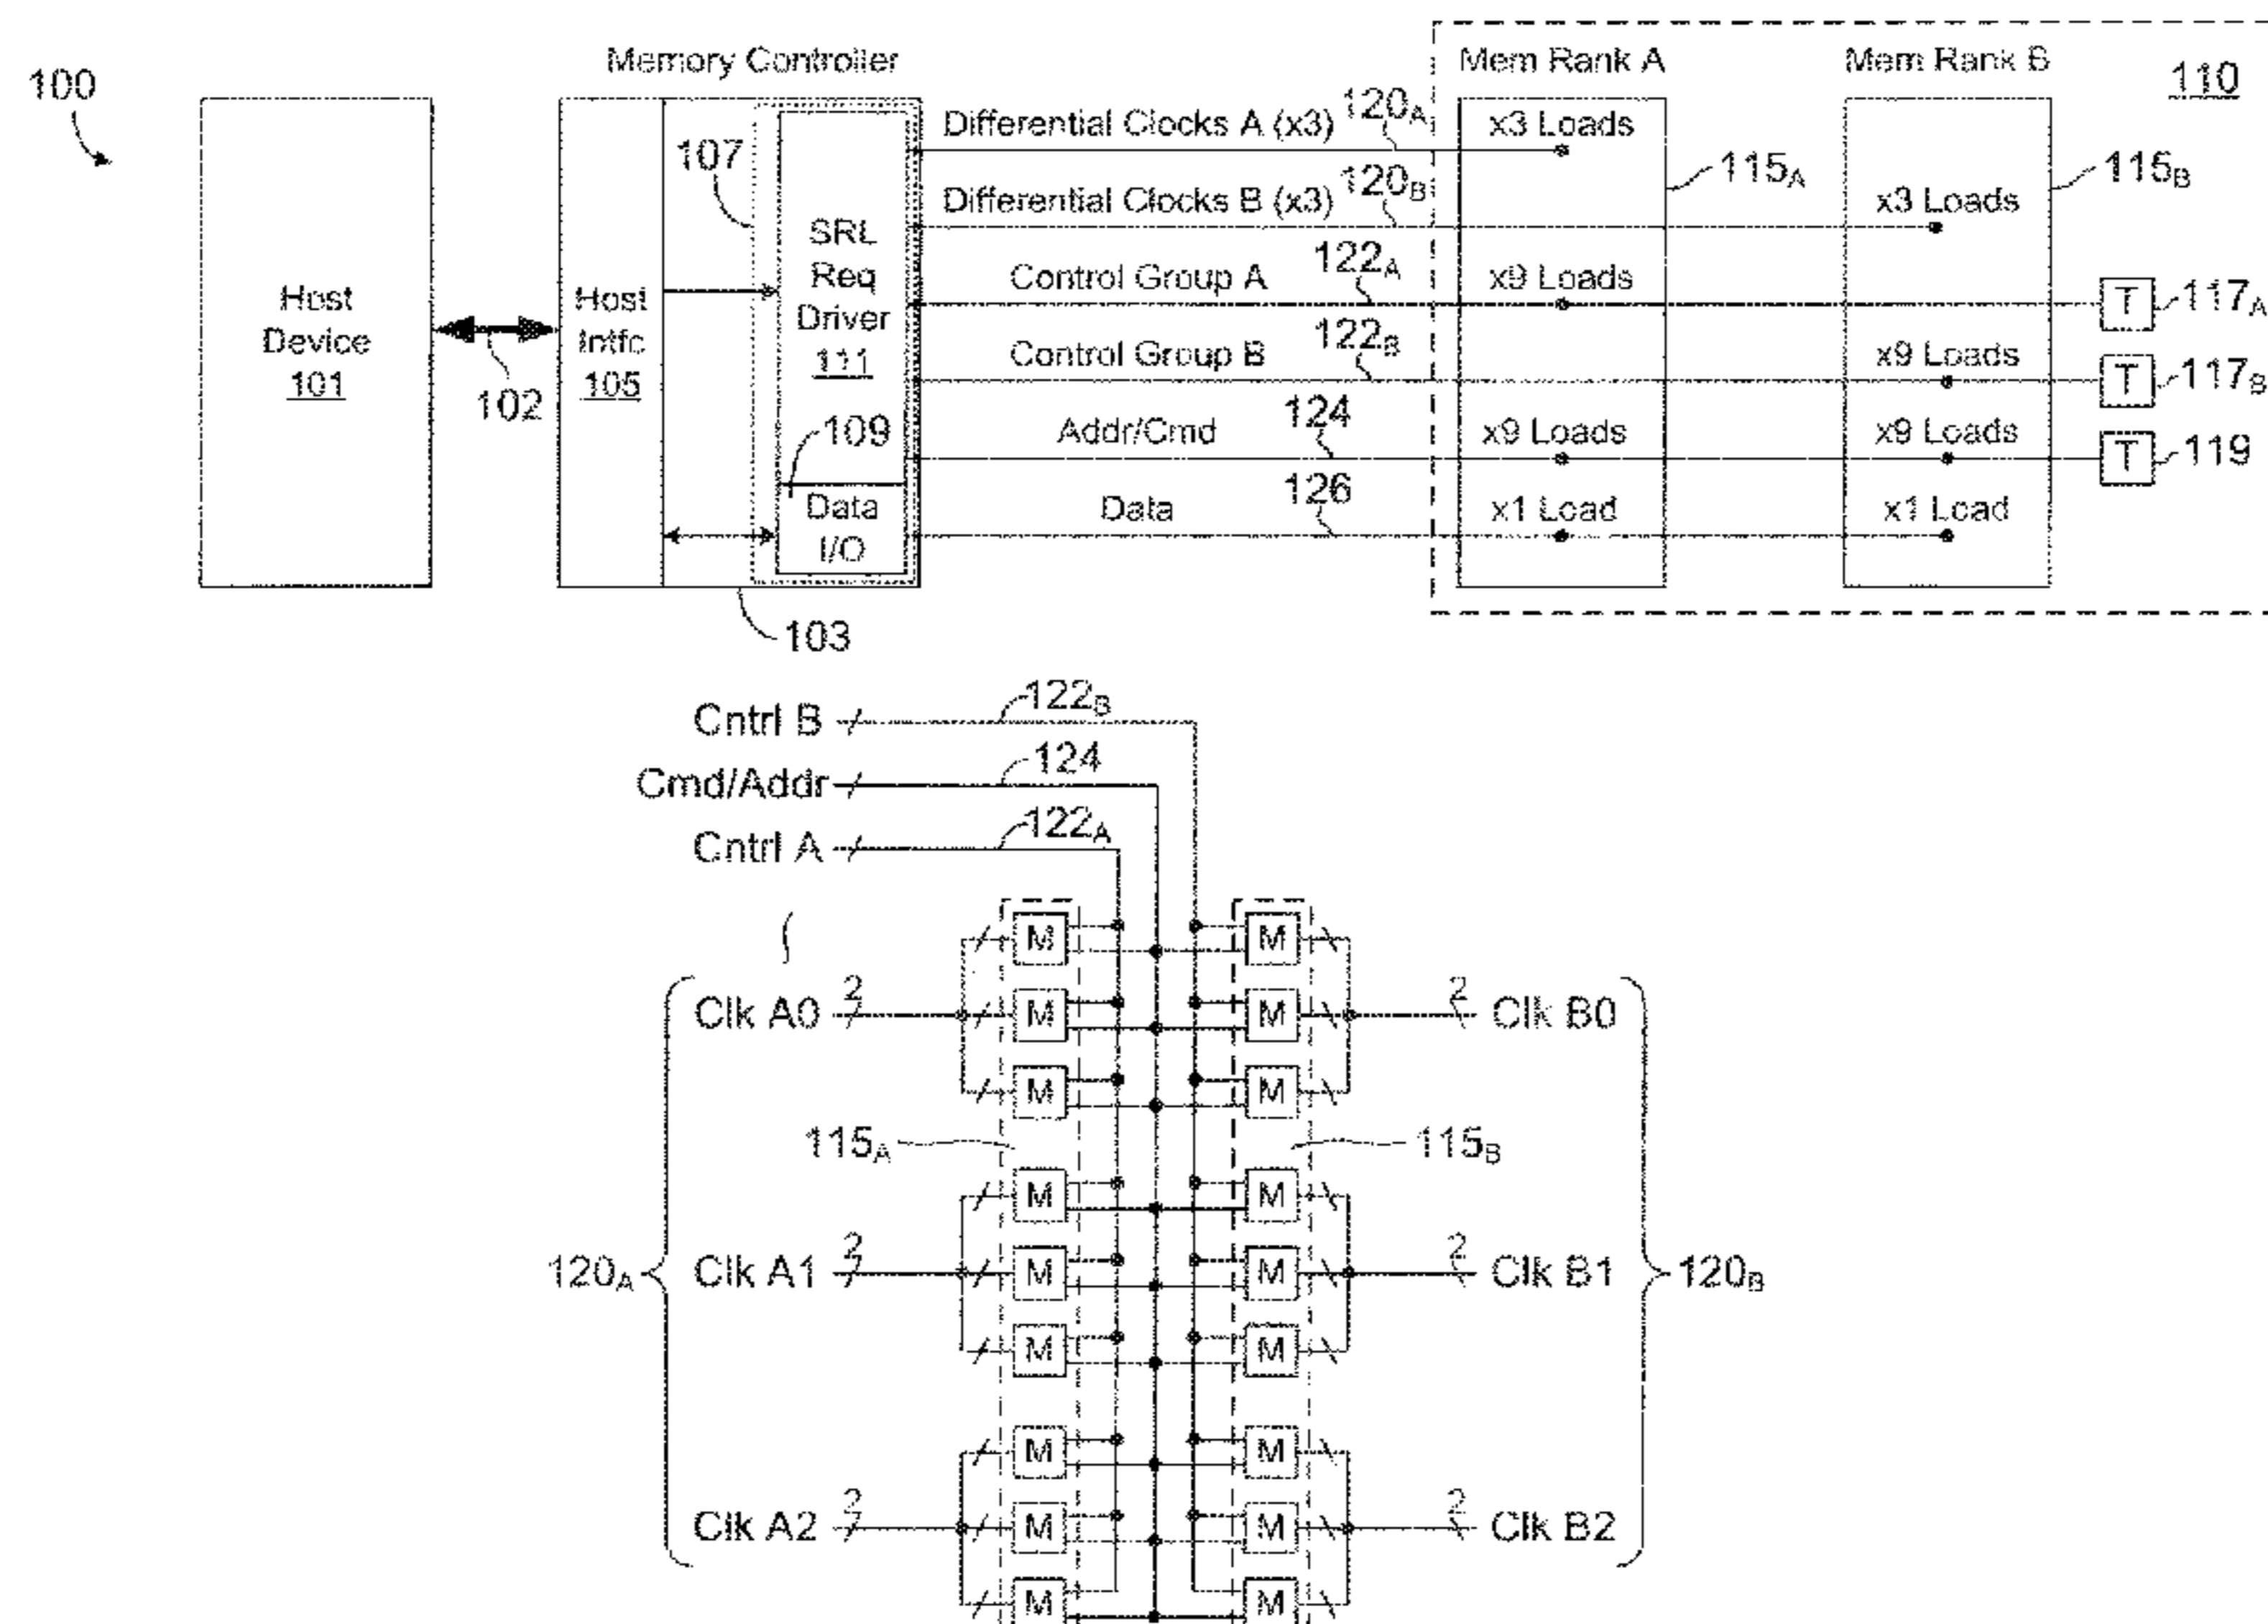 Memory Controller
Mem Rank A
Mem Rank B
110
100
Differential Clocks A (x3)
120A
x3 Loads
107
115A
115B
Differential Clocks B (x3)
120B
x3 Loads
SRL
Req
Driver
111
Control Group A
122A
x9 Loads
T
117A
Host
Device
101
102
Host
Intfc
105
Control Group B
122B
x9 Loads
T
117B
109
Addr/Cmd
124
x9 Loads
x9 Loads
T
119
Data
I/O
Data
126
x1 Load
x1 Load
103
Cntrl B
122B
Cmd/Addr
124
Cntrl A
122A
M M
Clk A0 2 M M 2 Clk B0
M M
115A 115B
M M
120A Clk A1 2 M M 2 Clk B1 120B
M M
M M
Clk A2 2 M M 2 Clk B2
M M